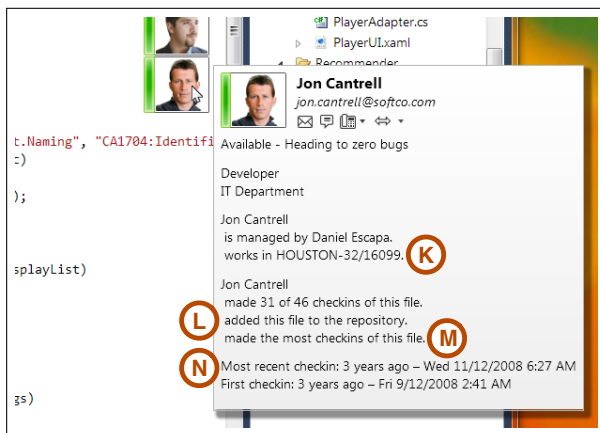 PlayerAdapter.cs
PlayerUI.xaml
Recommender
Jon Cantrell
jon.cantrell@softco.com
Available - Heading to zero bugs
t.Naming", "CA1704:Identifi
:)
Developer
IT Department
);
Jon Cantrell
is managed by Daniel Escapa.
works in HOUSTON-32/16099. K
splayList)
Jon Cantrell
made 31 of 46 checkins of this file.
L added this file to the repository.
made the most checkins of this file. M
N Most recent checkin: 3 years ago – Wed 11/12/2008 6:27 AM
First checkin: 3 years ago – Fri 9/12/2008 2:41 AM
gs)